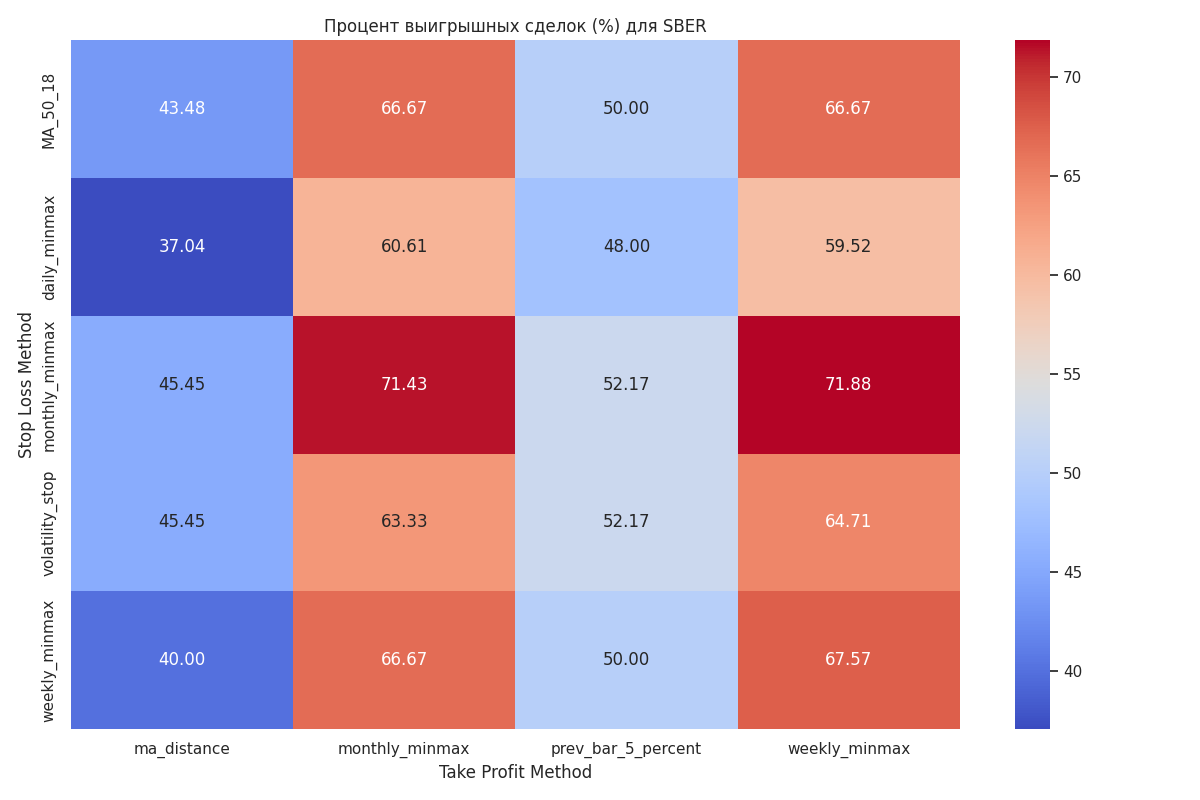 Процент выигрышных сделок (%) для SBER
Stop Loss Method
MA_50_18
43.48 66.67 50.00 66.67
daily_minmax
37.04 60.61 48.00 59.52
monthly_minmax
45.45 71.43 52.17 71.88
volatility_stop
45.45 63.33 52.17 64.71
weekly_minmax
40.00 66.67 50.00 67.57
ma_distance monthly_minmax prev_bar_5_percent weekly_minmax
Take Profit Method
70
65
60
55
50
45
40